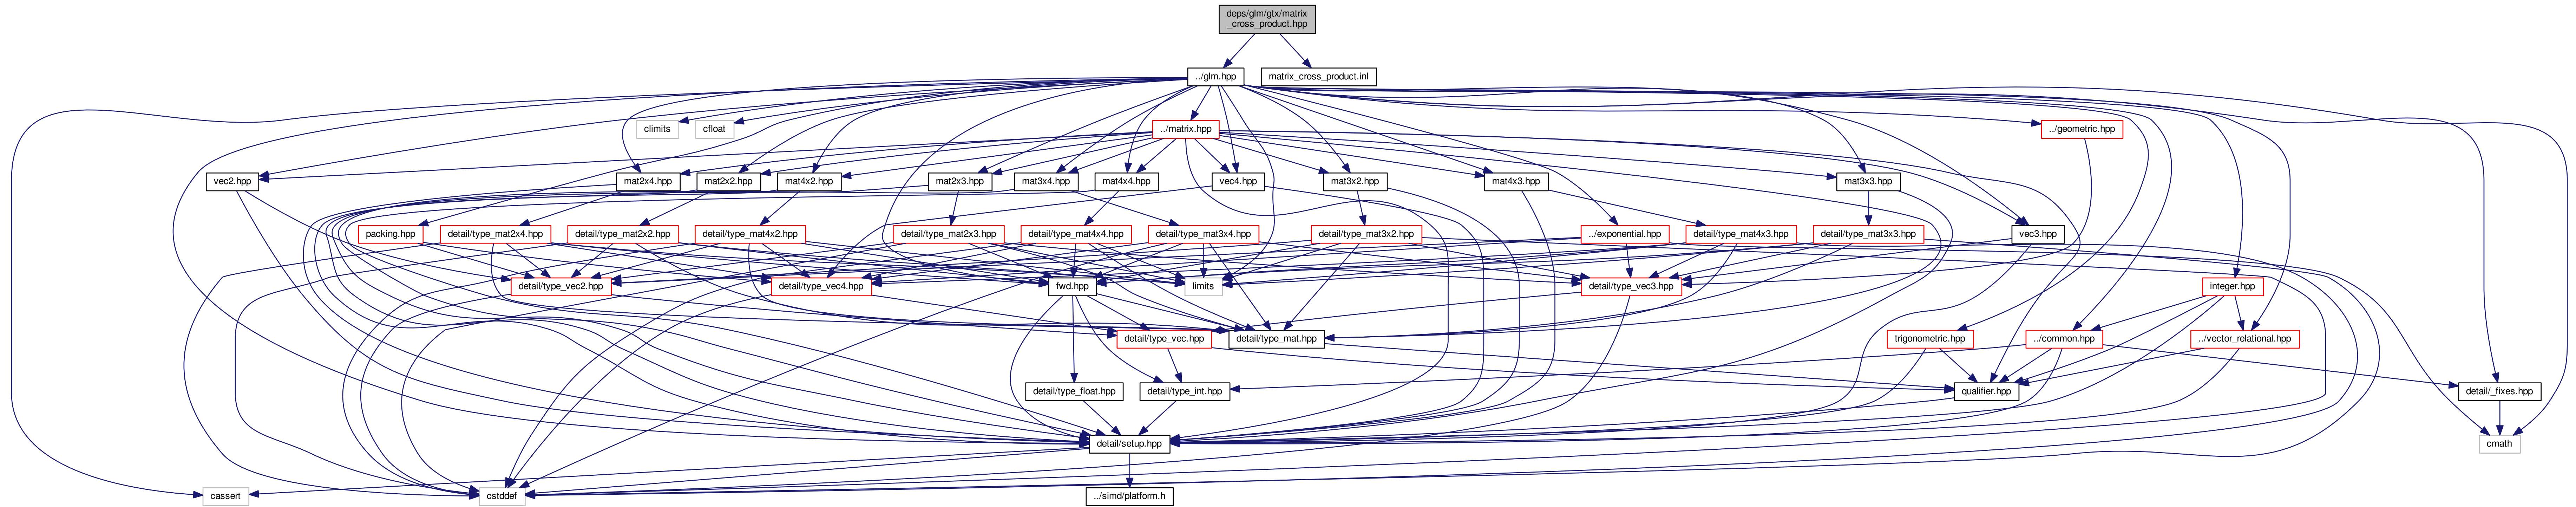 deps/glm/gtx/matrix
_cross_product.hpp
../glm.hpp
matrix_cross_product.inl
climits
cfloat
../matrix.hpp
../geometric.hpp
vec2.hpp
mat2x4.hpp
mat2x2.hpp
mat4x2.hpp
mat2x3.hpp
mat3x4.hpp
mat4x4.hpp
vec4.hpp
mat3x2.hpp
mat4x3.hpp
mat3x3.hpp
packing.hpp
detail/type_mat2x4.hpp
detail/type_mat2x2.hpp
detail/type_mat4x2.hpp
detail/type_mat2x3.hpp
detail/type_mat4x4.hpp
detail/type_mat3x4.hpp
detail/type_mat3x2.hpp
../exponential.hpp
detail/type_mat4x3.hpp
detail/type_mat3x3.hpp
vec3.hpp
detail/type_vec2.hpp
detail/type_vec4.hpp
fwd.hpp
limits
detail/type_vec3.hpp
integer.hpp
detail/type_vec.hpp
detail/type_mat.hpp
trigonometric.hpp
../common.hpp
../vector_relational.hpp
detail/type_float.hpp
detail/type_int.hpp
qualifier.hpp
detail/_fixes.hpp
detail/setup.hpp
cmath
cassert
cstddef
../simd/platform.h